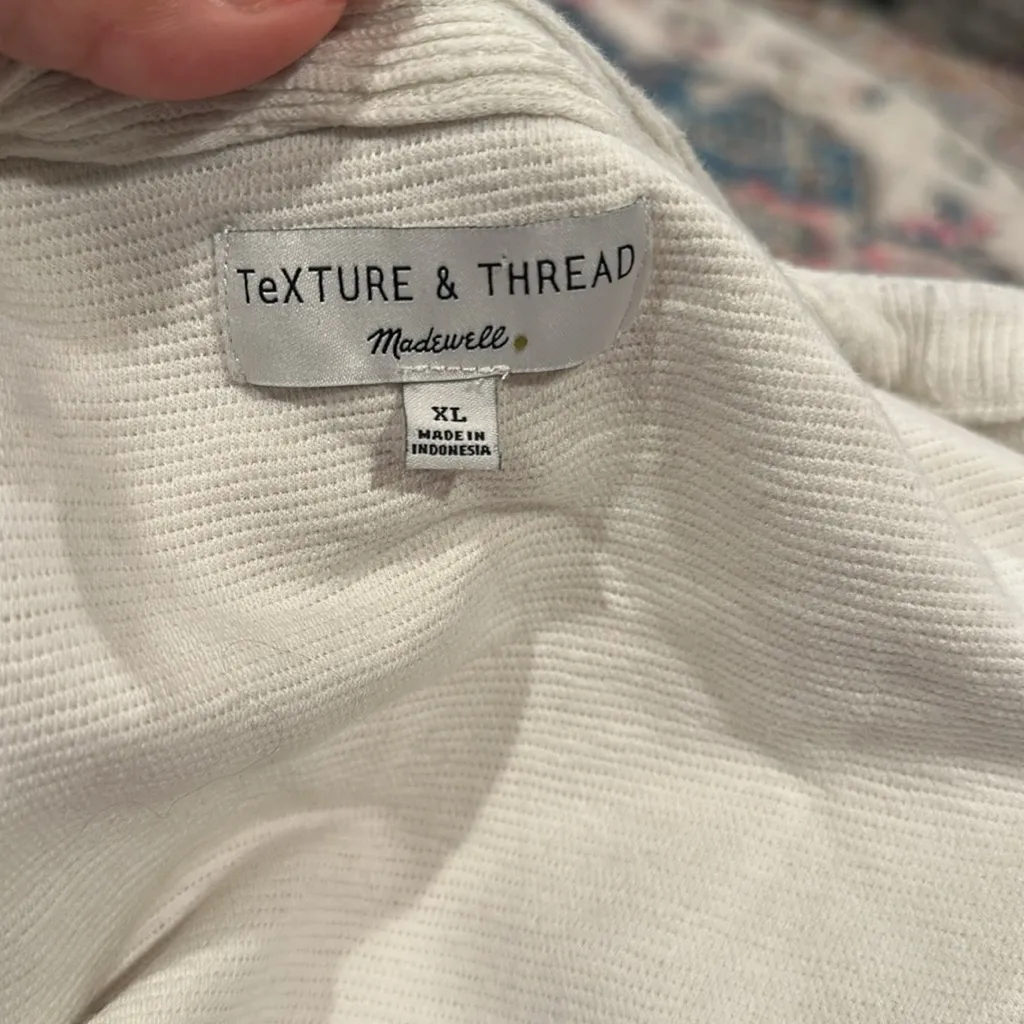 TeXTURE & THREAD
Madewell
XL
MADE IN
INDONESIA